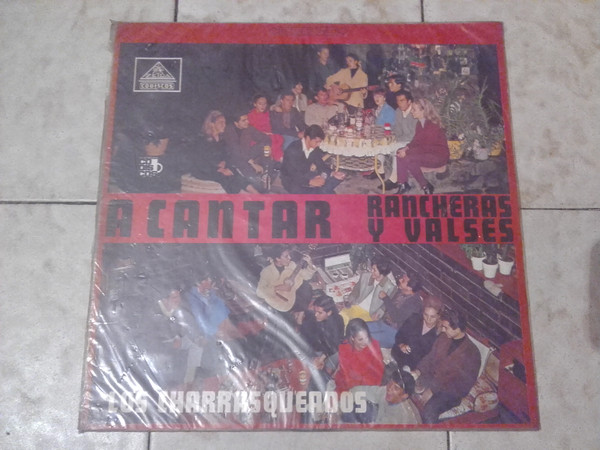 A CANTAR
RANCHERAS
Y VALSES
LOS CHARRASQUEADOS